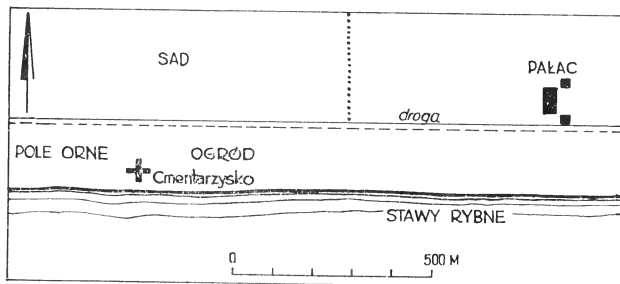 SAD
PAŁAC
droga
POLE ORNE OGRÓD
Cmentarzysko
STAWY RYBNE
0 500 M